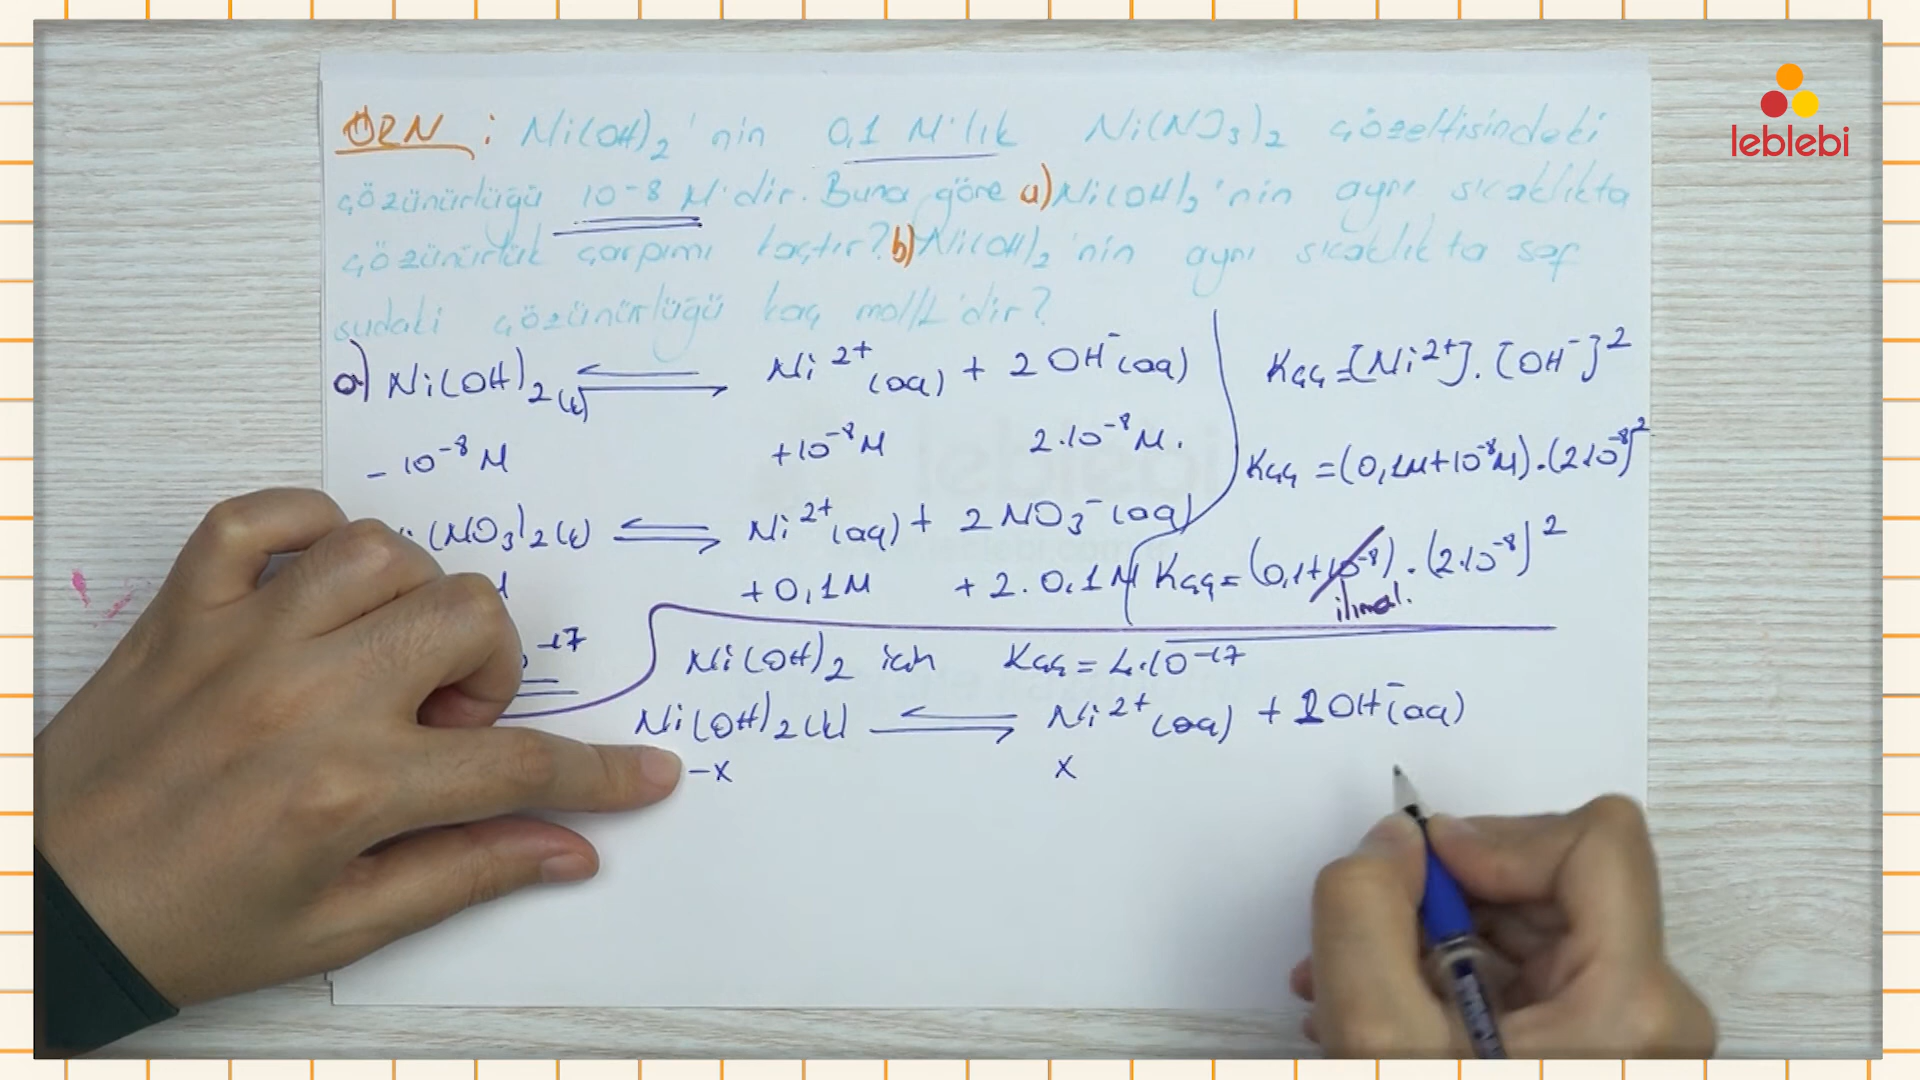 leblebi
ÖRN : Ni(OH)₂'nin 0,1 M'lık Ni(NO₃)₂ çözeltisindeki
çözünürlüğü 10⁻⁸ M'dir. Buna göre a) Ni(OH)₂'nin aynı sıcaklıkta
çözünürlük çarpımı kaçtır? b) Ni(OH)₂'nin aynı sıcaklıkta saf
sudaki çözünürlüğü kaç mol/L'dir?
a) Ni(OH)₂(k) ⇌ Ni²⁺(aq) + 2OH⁻(aq)
-10⁻⁸ M +10⁻⁸ M 2.10⁻⁸ M.
(NO₃)₂(k) ⇌ Ni²⁺(aq) + 2NO₃⁻(aq)
+0,1M +2.0,1M
Kçç = [Ni²⁺].[OH⁻]²
Kçç = (0,1M+10⁻⁸M).(2.10⁻⁸)²
Kçç = (0,1+10⁻⁸).(2.10⁻⁸)²
ihmal.
⁻¹⁷
Ni(OH)₂ için Kçç = 4.10⁻¹⁷
Ni(OH)₂(k) ⇌ Ni²⁺(aq) + 2OH⁻(aq)
-x x